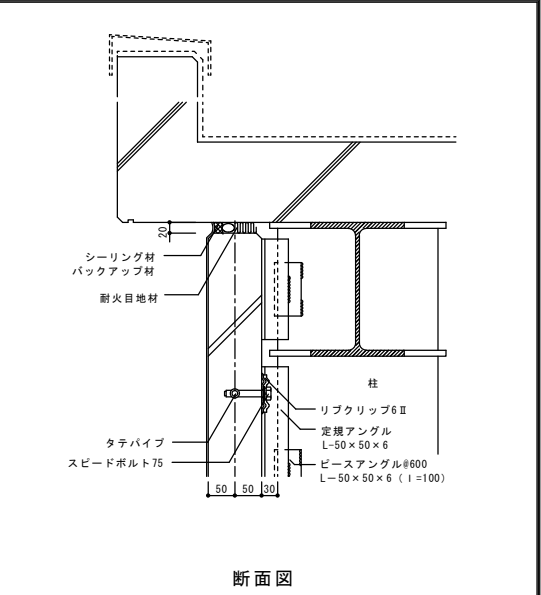 20
シーリング材
バックアップ材
耐火目地材
柱
リブクリップ6Ⅱ
定規アングル
L-50×50×6
タテパイプ
スピードボルト75
ピースアングル@600
L-50×50×6 ( l=100)
50 50 30
断面図